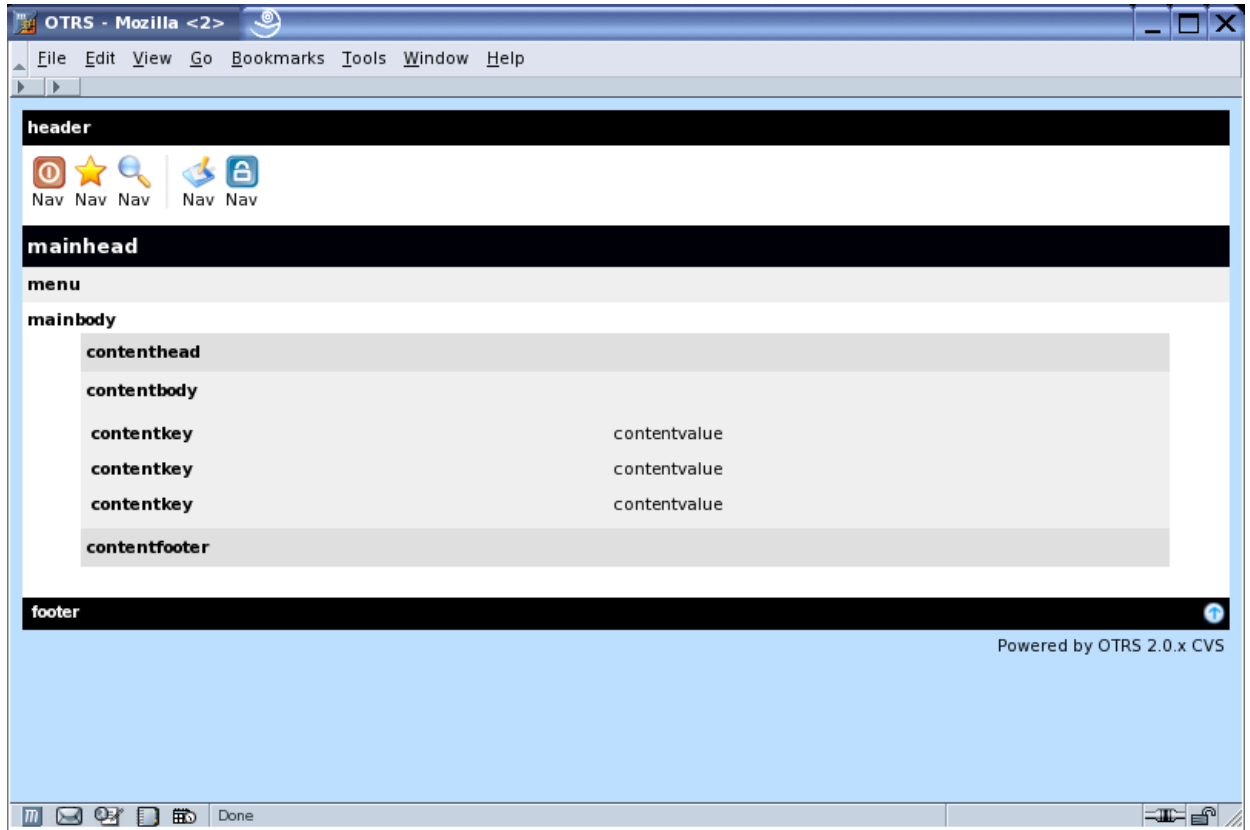 OTRS - Mozilla <2>
File Edit View Go Bookmarks Tools Window Help
header
Nav Nav Nav Nav Nav
mainhead
menu
mainbody
contenthead
contentbody
contentkey contentvalue
contentkey contentvalue
contentkey contentvalue
contentfooter
footer
Powered by OTRS 2.0.x CVS
Done